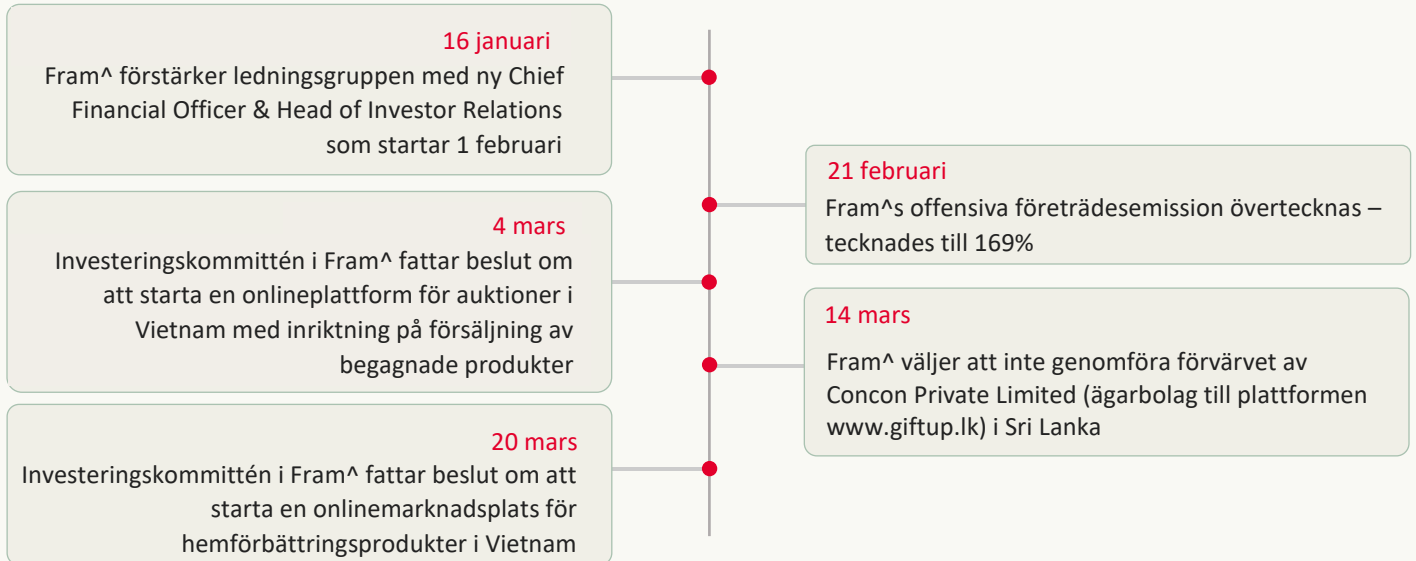 16 januari
Fram^ förstärker ledningsgruppen med ny Chief
Financial Officer & Head of Investor Relations
som startar 1 februari
21 februari
Fram^s offensiva företrädesemission övertecknas –
tecknades till 169%
4 mars
Investeringskommittén i Fram^ fattar beslut om
att starta en onlineplattform för auktioner i
Vietnam med inriktning på försäljning av
begagnade produkter
14 mars
Fram^ väljer att inte genomföra förvärvet av
Concon Private Limited (ägarbolag till plattformen
www.giftup.lk) i Sri Lanka
20 mars
Investeringskommittén i Fram^ fattar beslut om att
starta en onlinemarknadsplats för
hemförbättringsprodukter i Vietnam